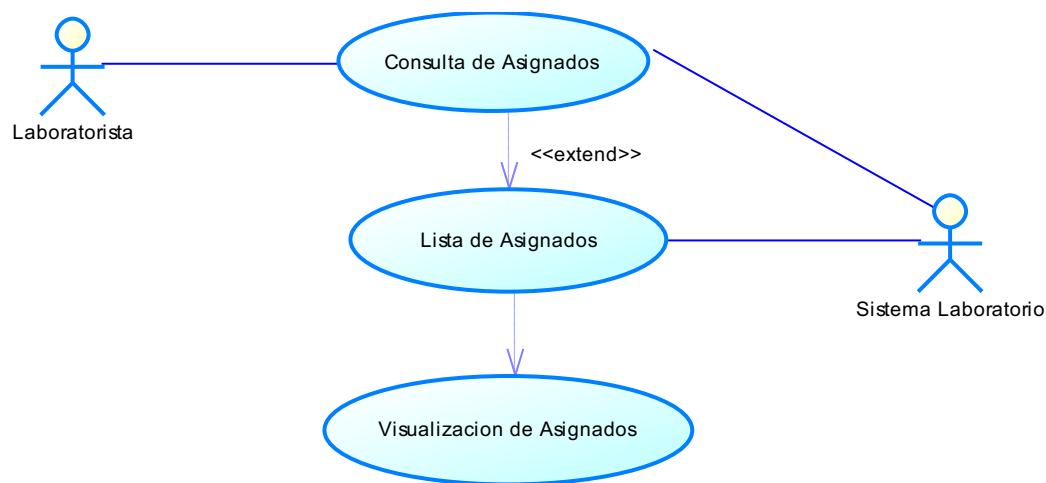 Consulta de Asignados
Laboratorista
<<extend>>
Lista de Asignados
Sistema Laboratorio
Visualizacion de Asignados